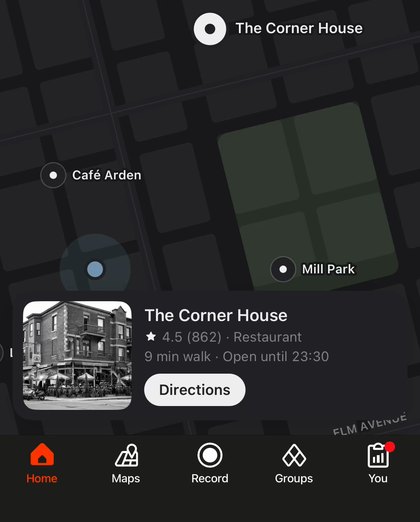 The Corner House
Café Arden
Mill Park
The Corner House
4.5 (862) · Restaurant
9 min walk · Open until 23:30
Directions
ELM AVENUE
Home
Maps
Record
Groups
You